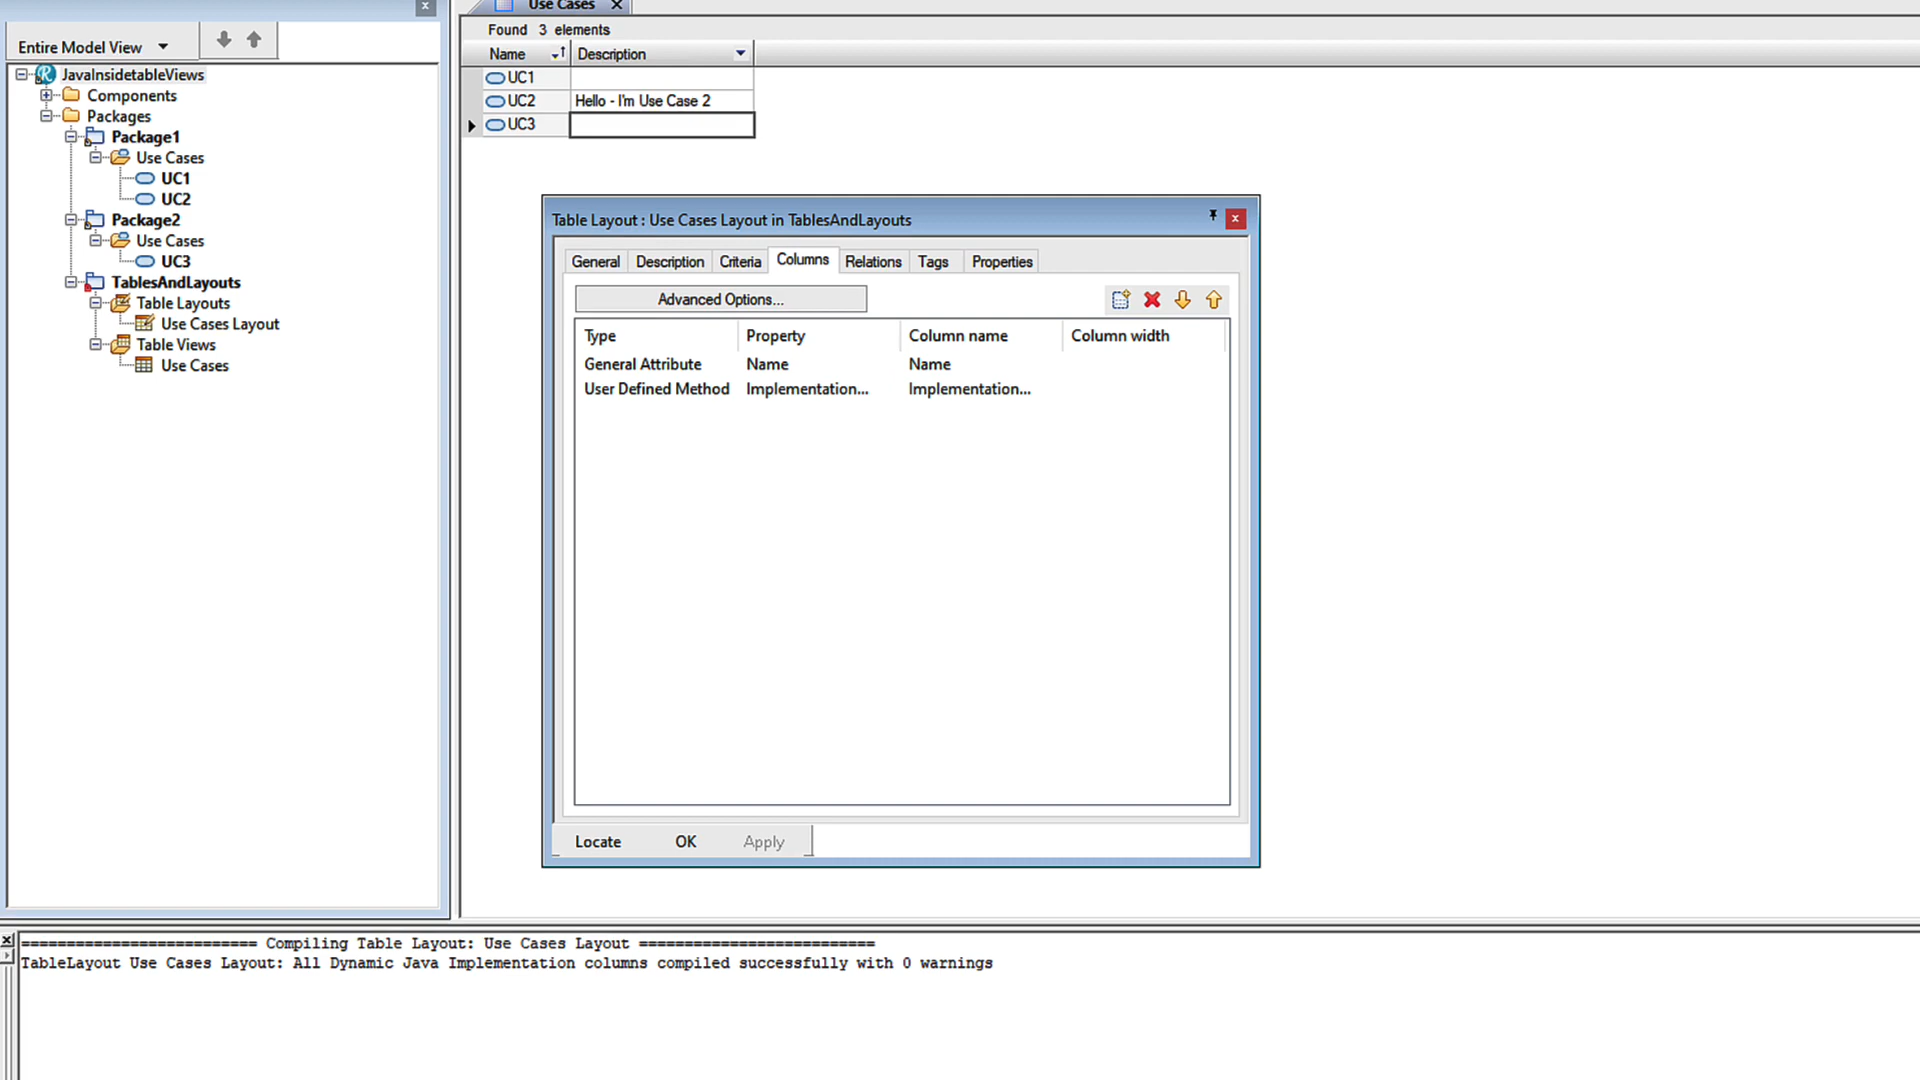 Entire Model View
JavaInsidetableViews
Components
Packages
Package1
Use Cases
UC1
UC2
Package2
Use Cases
UC3
TablesAndLayouts
Table Layouts
Use Cases Layout
Table Views
Use Cases
Use Cases
Found 3 elements
Name Description
UC1
UC2 Hello - I'm Use Case 2
UC3
Table Layout : Use Cases Layout in TablesAndLayouts
General Description Criteria Columns Relations Tags Properties
Advanced Options...
Type Property Column name Column width
General Attribute Name Name
User Defined Method Implementation... Implementation...
Locate OK Apply
========================== Compiling Table Layout: Use Cases Layout ==========================
TableLayout Use Cases Layout: All Dynamic Java Implementation columns compiled successfully with 0 warnings